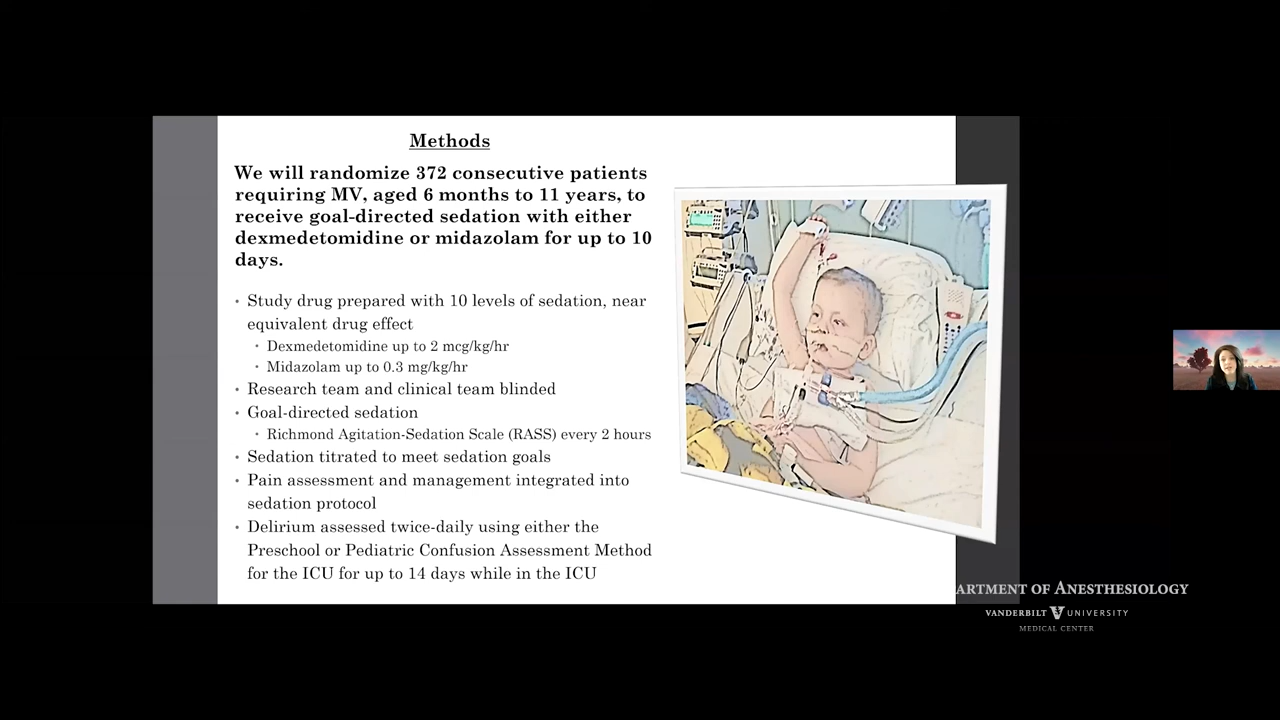 Methods
We will randomize 372 consecutive patients
requiring MV, aged 6 months to 11 years, to
receive goal-directed sedation with either
dexmedetomidine or midazolam for up to 10
days.
• Study drug prepared with 10 levels of sedation, near
equivalent drug effect
• Dexmedetomidine up to 2 mcg/kg/hr
• Midazolam up to 0.3 mg/kg/hr
• Research team and clinical team blinded
• Goal-directed sedation
• Richmond Agitation-Sedation Scale (RASS) every 2 hours
• Sedation titrated to meet sedation goals
• Pain assessment and management integrated into
sedation protocol
• Delirium assessed twice-daily using either the
Preschool or Pediatric Confusion Assessment Method
for the ICU for up to 14 days while in the ICU
ARTMENT OF ANESTHESIOLOGY
VANDERBILT V UNIVERSITY
MEDICAL CENTER